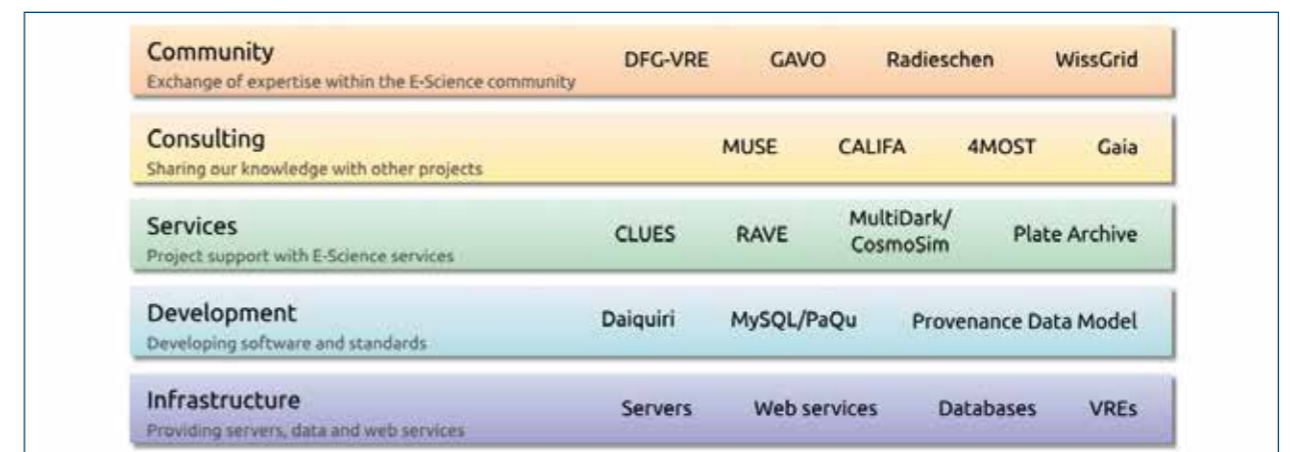 Community
Exchange of expertise within the E-Science community
DFG-VRE GAVO Radieschen WissGrid
Consulting
Sharing our knowledge with other projects
MUSE CALIFA 4MOST Gaia
Services
Project support with E-Science services
CLUES RAVE MultiDark/
CosmoSim Plate Archive
Development
Developing software and standards
Daiquiri MySQL/PaQu Provenance Data Model
Infrastructure
Providing servers, data and web services
Servers Web services Databases VREs